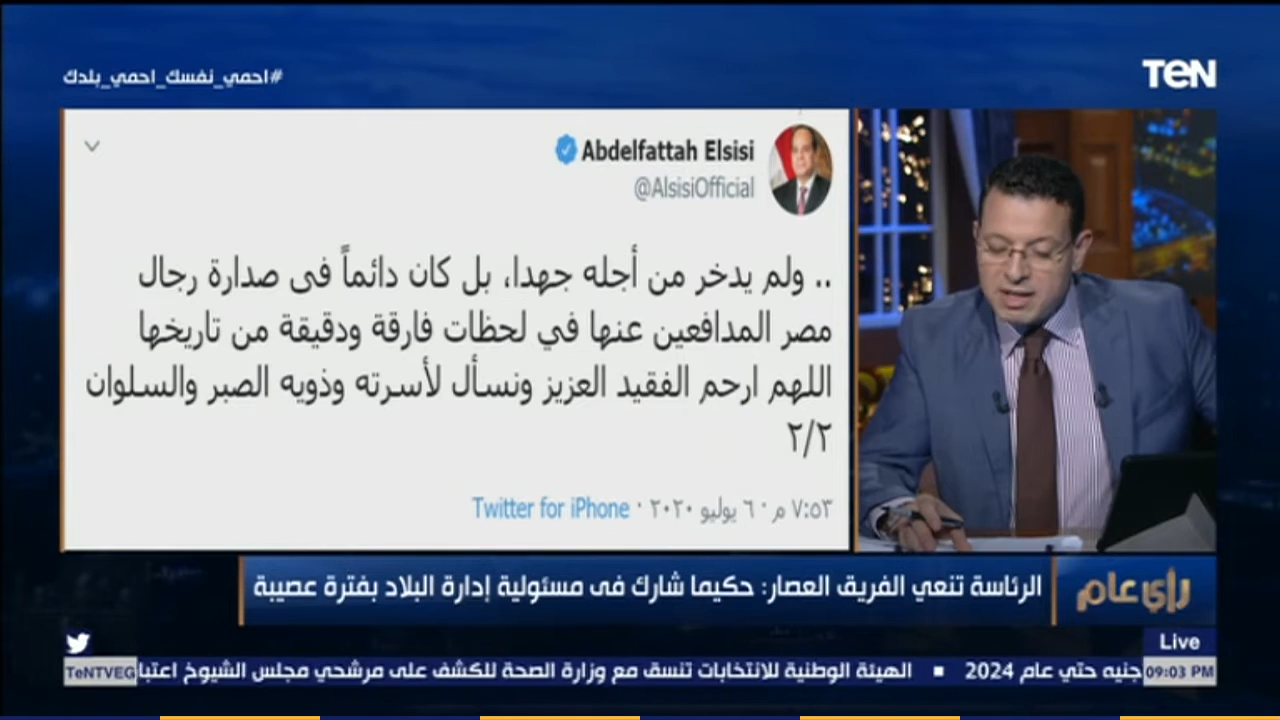 #احمي_نفسك_احمي_بلدك
TeN
Abdelfattah Elsisi
@AlsisiOfficial
.. ولم يدخر من أجله جهدا، بل كان دائماً فى صدارة رجال
مصر المدافعين عنها في لحظات فارقة ودقيقة من تاريخها
اللهم ارحم الفقيد العزيز ونسأل لأسرته وذويه الصبر والسلوان
٢/٢
٧:٥٣ م · ٦ يوليو ٢٠٢٠ · Twitter for iPhone
رأي عام
الرئاسة تنعي الفريق العصار: حكيما شارك فى مسئولية إدارة البلاد بفترة عصيبة
Live
09:03 PM
جنيه حتي عام 2024 ■ الهيئة الوطنية للانتخابات تنسق مع وزارة الصحة للكشف على مرشحي مجلس الشيوخ اعتبا
TeNTVEG